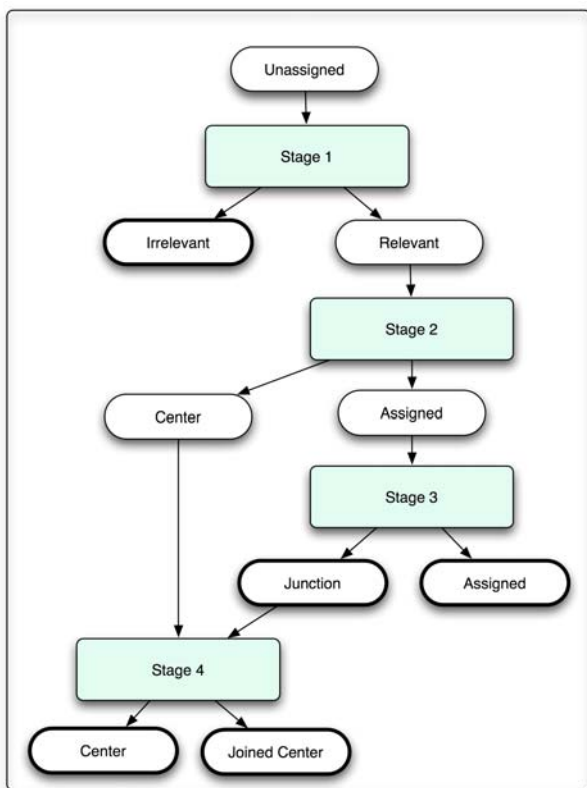 Unassigned
Stage 1
Irrelevant
Relevant
Stage 2
Center
Assigned
Stage 3
Junction
Assigned
Stage 4
Center
Joined Center